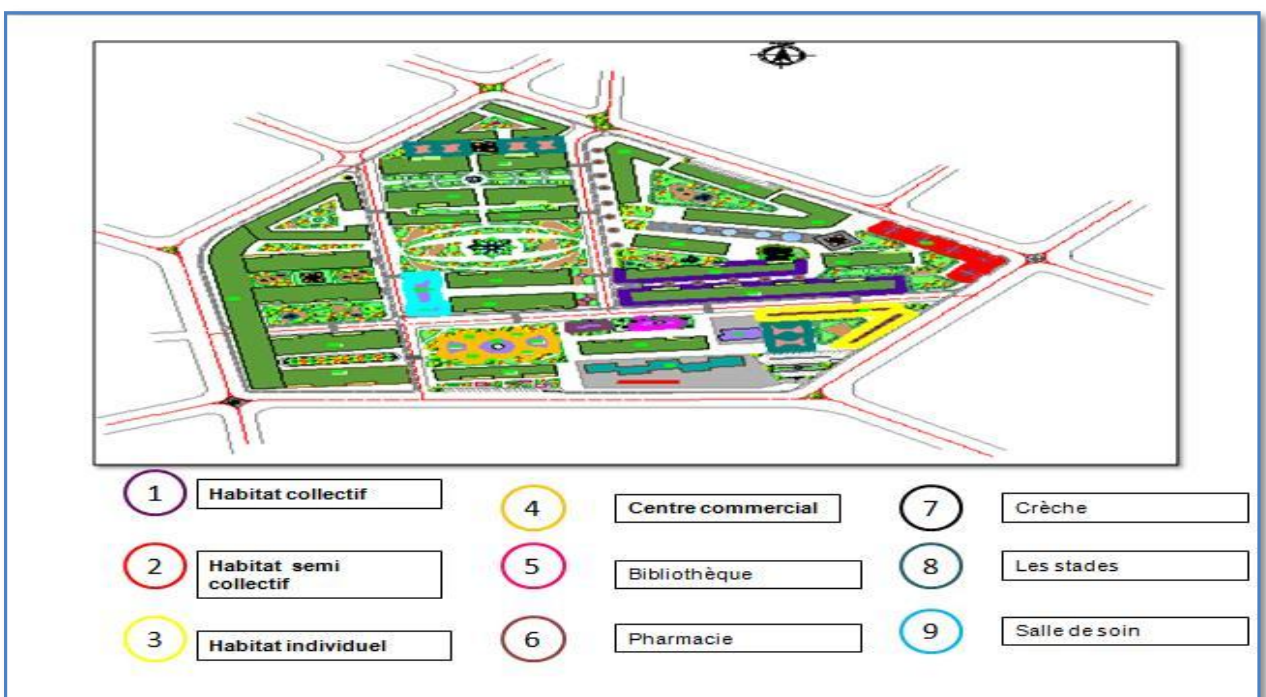 1 Habitat collectif
2 Habitat semi
collectif
3 Habitat individuel
4 Centre commercial
5 Bibliothèque
6 Pharmacie
7 Crèche
8 Les stades
9 Salle de soin